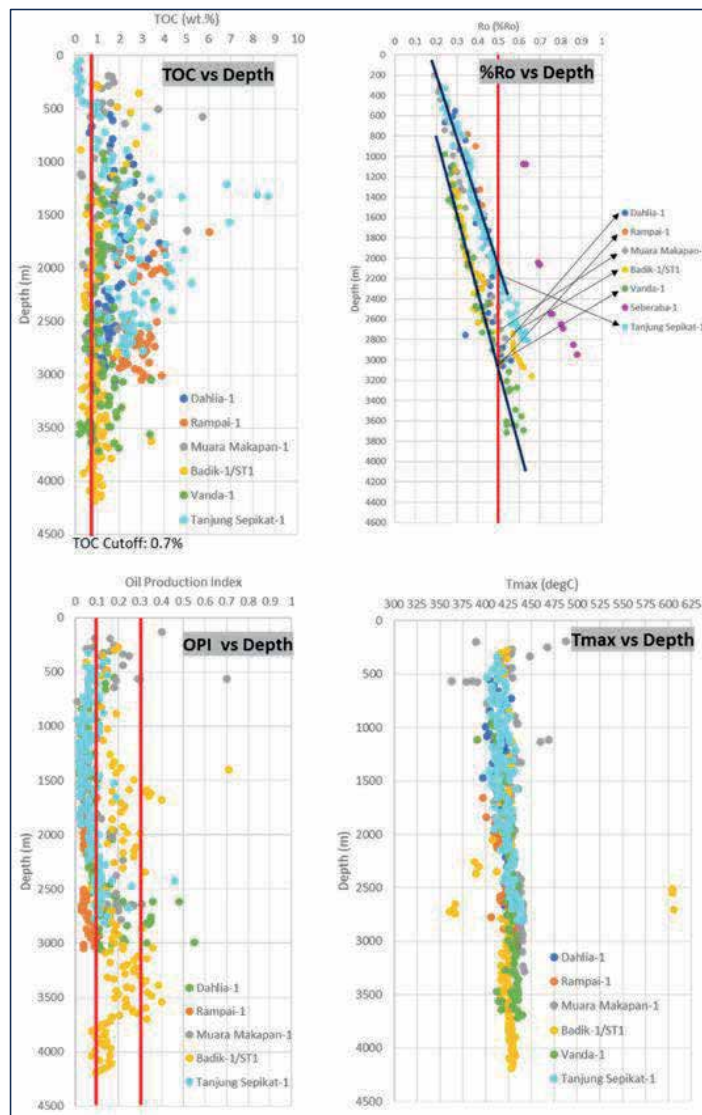 TOC (wt.%)
0 1 2 3 4 5 6 7 8 9 10
TOC vs Depth
0
500
1000
1500
2000
2500
3000
3500
4000
4500
Depth (m)
Dahlia-1
Rampai-1
Muara Makapan-1
Badik-1/ST1
Vanda-1
Tanjung Sepikat-1
TOC Cutoff: 0.7%
Ro (%Ro)
0 0.1 0.2 0.3 0.4 0.5 0.6 0.7 0.8 0.9 1
%Ro vs Depth
0
200
400
600
800
1000
1200
1400
1600
1800
2000
2200
2400
2600
2800
3000
3200
3400
3600
3800
4000
4200
4400
4600
Depth (m)
Dahlia-1
Rampai-1
Muara Makapan-
Badik-1/ST1
Vanda-1
Seberaba-1
Tanjung Sepikat-1
Oil Production Index
0 0.1 0.2 0.3 0.4 0.5 0.6 0.7 0.8 0.9 1
OPI vs Depth
0
500
1000
1500
2000
2500
3000
3500
4000
4500
Depth (m)
Dahlia-1
Rampai-1
Muara Makapan-1
Badik-1/ST1
Tanjung Sepikat-1
Tmax (degC)
300 325 350 375 400 425 450 475 500 525 550 575 600 625
Tmax vs Depth
0
500
1000
1500
2000
2500
3000
3500
4000
4500
Depth (m)
Dahlia-1
Rampai-1
Muara Makapan-1
Badik-1/ST1
Vanda-1
Tanjung Sepikat-1